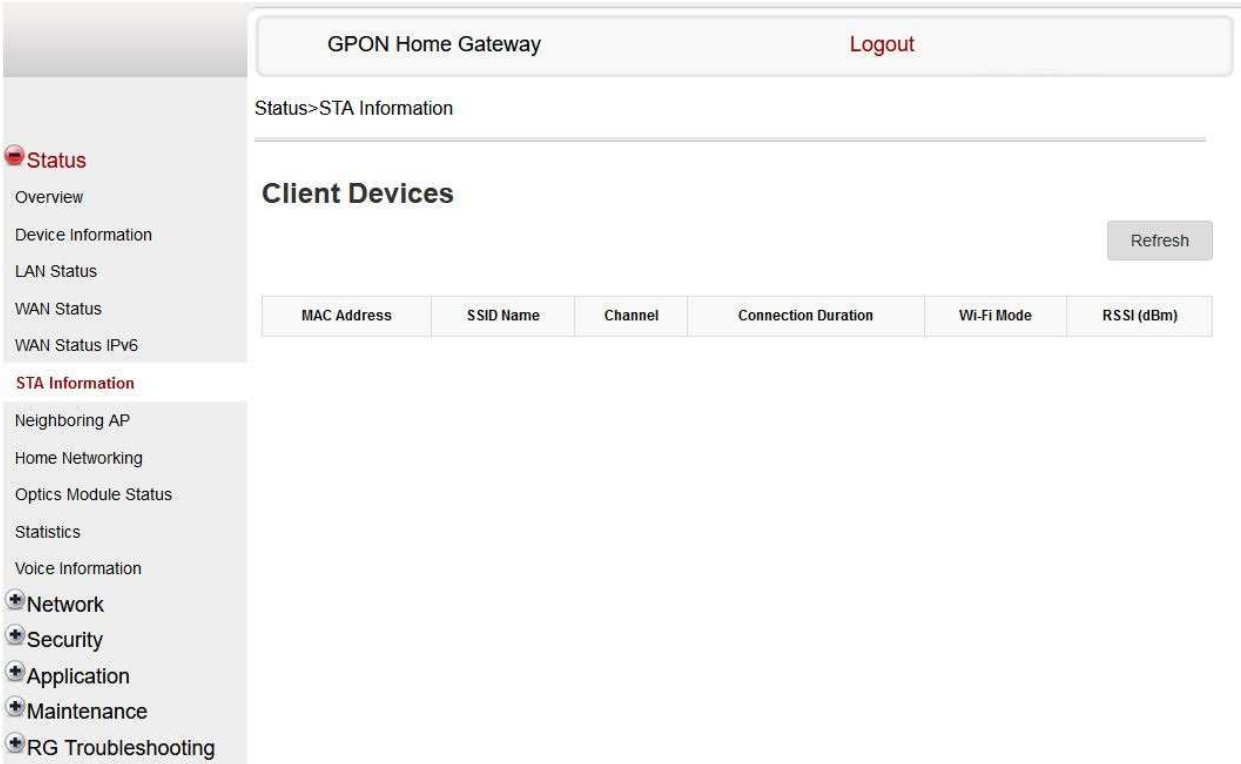 GPON Home Gateway Logout
Status>STA Information
Status
Overview
Device Information
LAN Status
WAN Status
WAN Status IPv6
STA Information
Neighboring AP
Home Networking
Optics Module Status
Statistics
Voice Information
Network
Security
Application
Maintenance
RG Troubleshooting
Client Devices
Refresh
MAC Address SSID Name Channel Connection Duration Wi-Fi Mode RSSI (dBm)